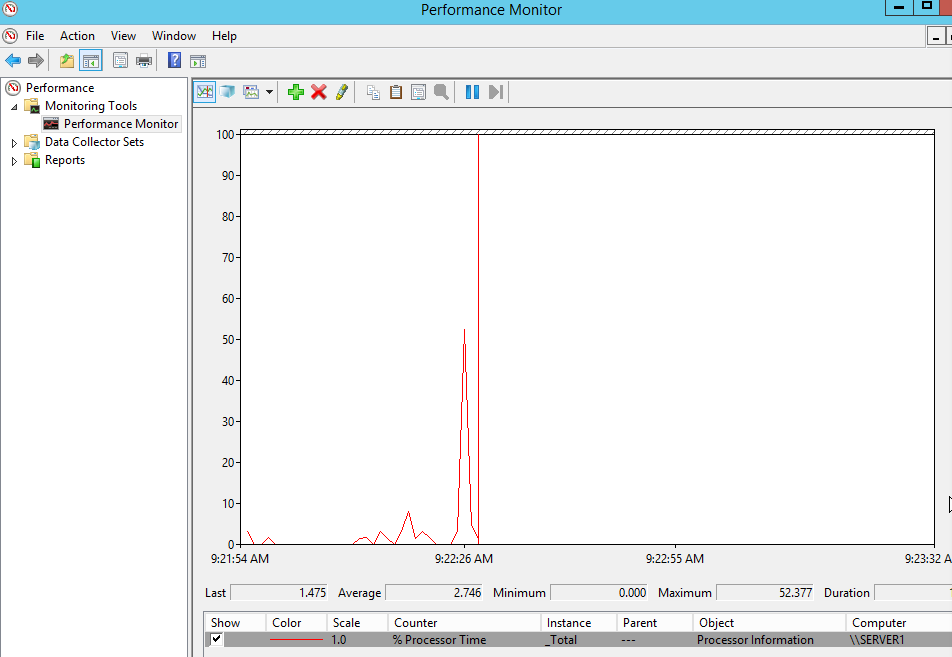 Performance Monitor
File Action View Window Help
Performance
Monitoring Tools
Performance Monitor
Data Collector Sets
Reports
100
90
80
70
60
50
40
30
20
10
0
9:21:54 AM 9:22:26 AM 9:22:55 AM 9:23:32 A
Last 1.475 Average 2.746 Minimum 0.000 Maximum 52.377 Duration
Show Color Scale Counter Instance Parent Object Computer
1.0 % Processor Time _Total --- Processor Information \\SERVER1